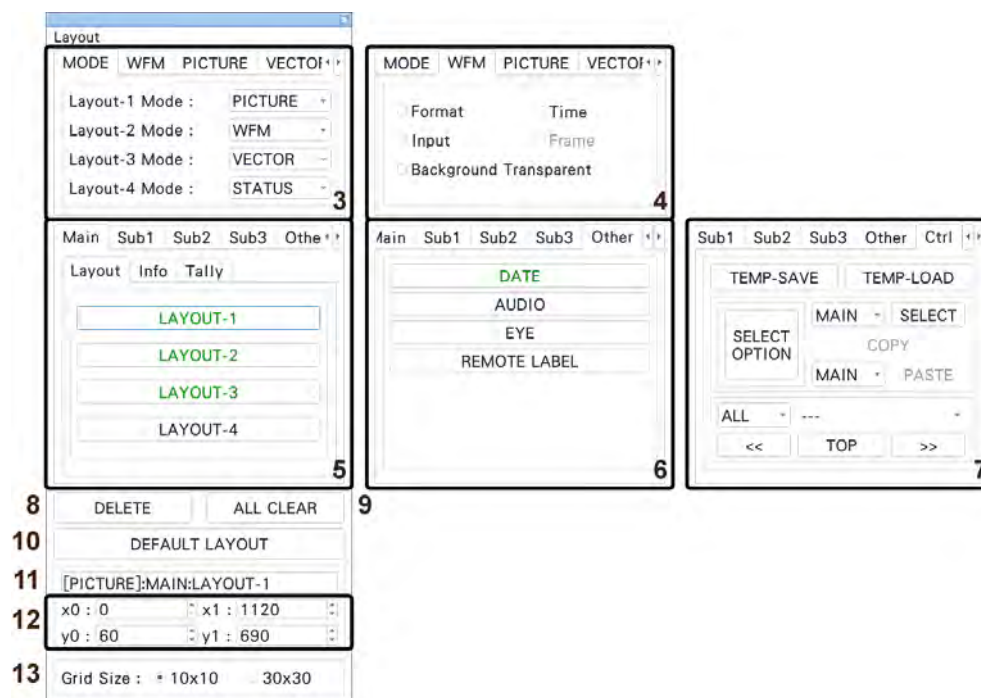 Layout
MODE WFM PICTURE VECTOR
Layout-1 Mode : PICTURE
Layout-2 Mode : WFM
Layout-3 Mode : VECTOR
Layout-4 Mode : STATUS
3
MODE WFM PICTURE VECTOR
Format Time
Input Frame
Background Transparent
4
Main Sub1 Sub2 Sub3 Othe
Layout Info Tally
LAYOUT-1
LAYOUT-2
LAYOUT-3
LAYOUT-4
5
Main Sub1 Sub2 Sub3 Other
DATE
AUDIO
EYE
REMOTE LABEL
6
Sub1 Sub2 Sub3 Other Ctrl
TEMP-SAVE TEMP-LOAD
SELECT OPTION
MAIN SELECT
COPY
MAIN PASTE
ALL ---
<< TOP >>
7
8 DELETE ALL CLEAR 9
10 DEFAULT LAYOUT
11 [PICTURE]:MAIN:LAYOUT-1
12
x0 : 0 x1 : 1120
y0 : 60 y1 : 690
13 Grid Size : 10x10 30x30